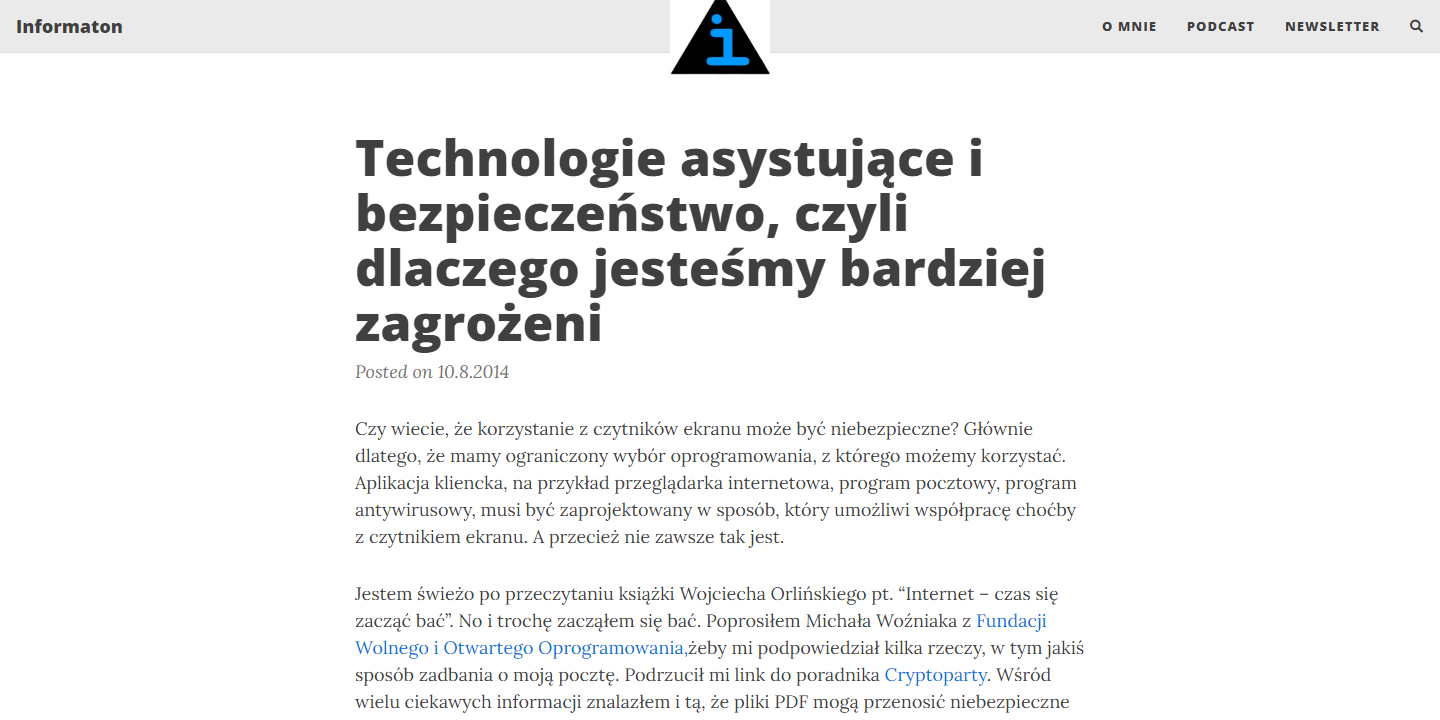 Informaton
i
O MNIE
PODCAST
NEWSLETTER
Technologie asystujące i
bezpieczeństwo, czyli
dlaczego jesteśmy bardziej
zagrożeni
Posted on 10.8.2014
Czy wiecie, że korzystanie z czytników ekranu może być niebezpieczne? Głównie
dlatego, że mamy ograniczony wybór oprogramowania, z którego możemy korzystać.
Aplikacja kliencka, na przykład przeglądarka internetowa, program pocztowy, program
antywirusowy, musi być zaprojektowany w sposób, który umożliwi współpracę choćby
z czytnikiem ekranu. A przecież nie zawsze tak jest.
Jestem świeżo po przeczytaniu książki Wojciecha Orlińskiego pt. “Internet – czas się
zacząć bać”. No i trochę zacząłem się bać. Poprosiłem Michała Woźniaka z Fundacji
Wolnego i Otwartego Oprogramowania,żeby mi podpowiedział kilka rzeczy, w tym jakiś
sposób zadbania o moją pocztę. Podrzucił mi link do poradnika Cryptoparty. Wśród
wielu ciekawych informacji znalazłem i tą, że pliki PDF mogą przenosić niebezpieczne